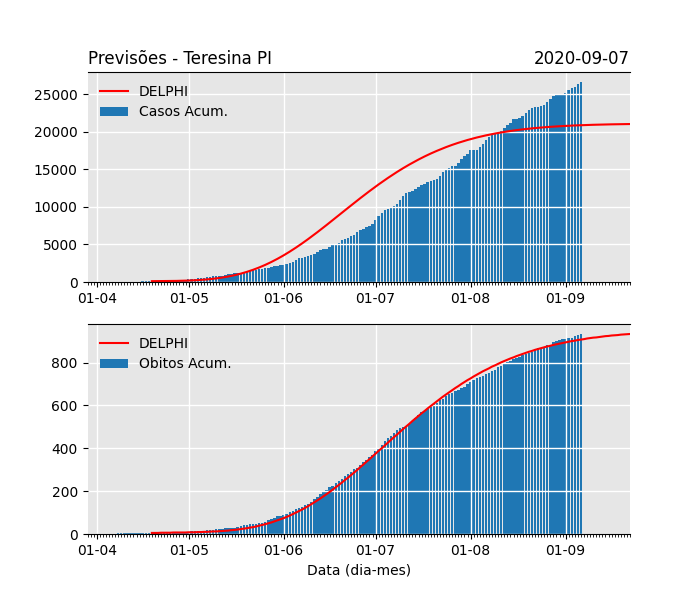 Previsões - Teresina PI 2020-09-07
DELPHI
Casos Acum.
25000
20000
15000
10000
5000
0
01-04 01-05 01-06 01-07 01-08 01-09
DELPHI
Obitos Acum.
800
600
400
200
0
01-04 01-05 01-06 01-07 01-08 01-09
Data (dia-mes)